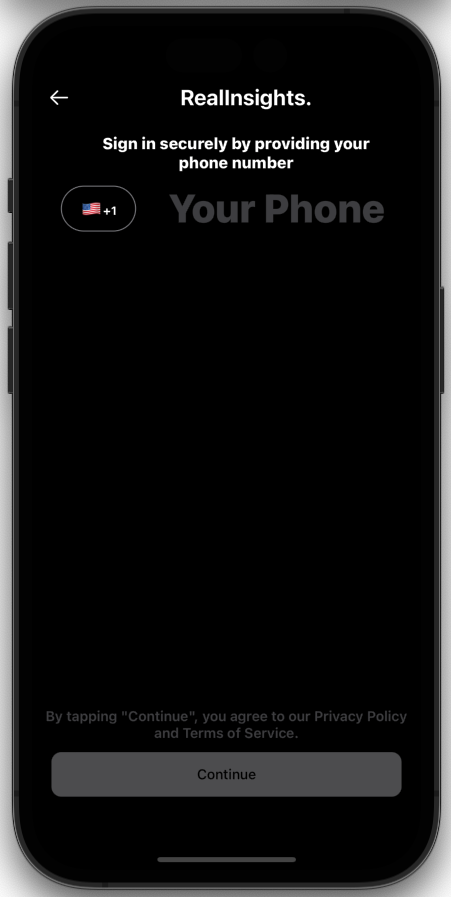 RealInsights.
Sign in securely by providing your
phone number
🇺🇸 +1 Your Phone
By tapping "Continue", you agree to our Privacy Policy
and Terms of Service.
Continue